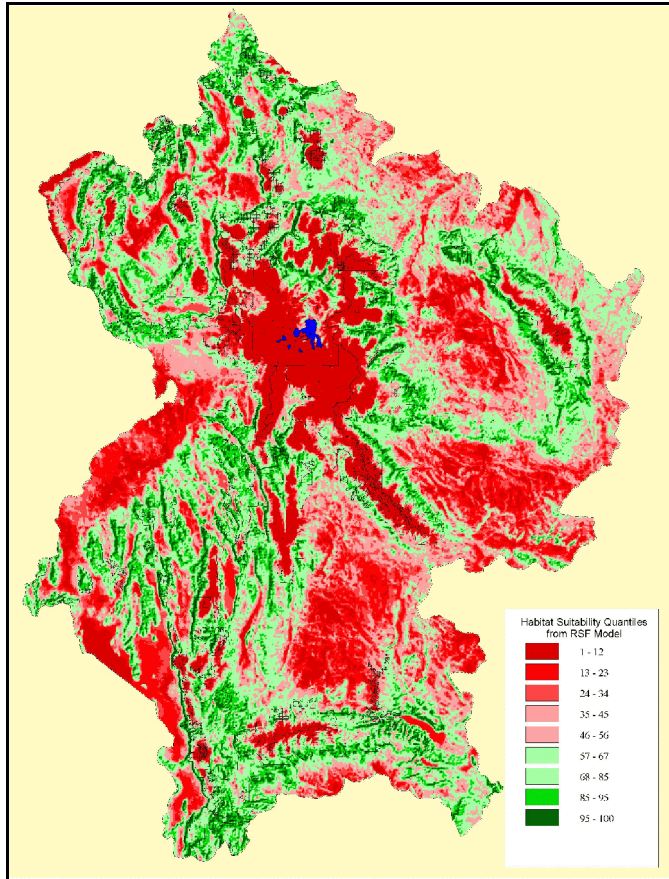 Habitat Suitability Quantiles
from RSF Model
1 - 12
13 - 23
24 - 34
35 - 45
46 - 56
57 - 67
68 - 85
85 - 95
95 - 100